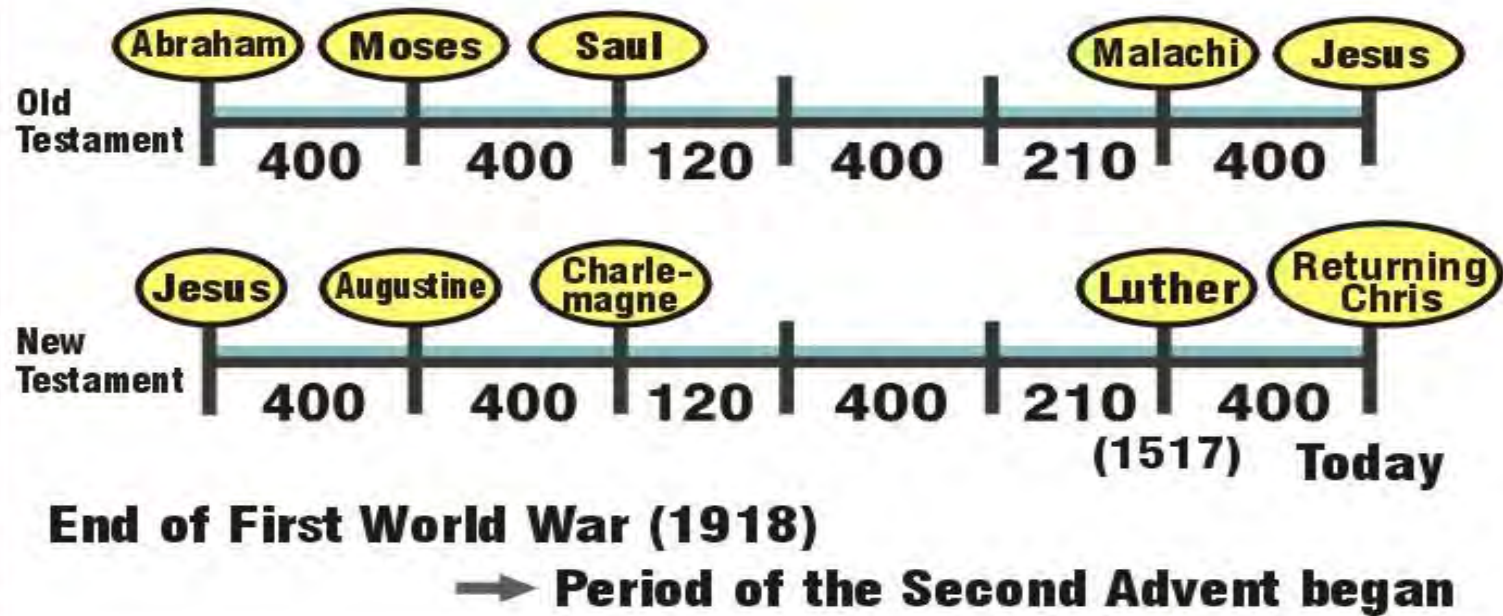 Abraham Moses Saul Malachi Jesus
Old
Testament
400 400 120 400 210 400
Jesus Augustine Charle-
magne Luther Returning
Chris
New
Testament
400 400 120 400 210 400
(1517) Today
End of First World War (1918)
→ Period of the Second Advent began